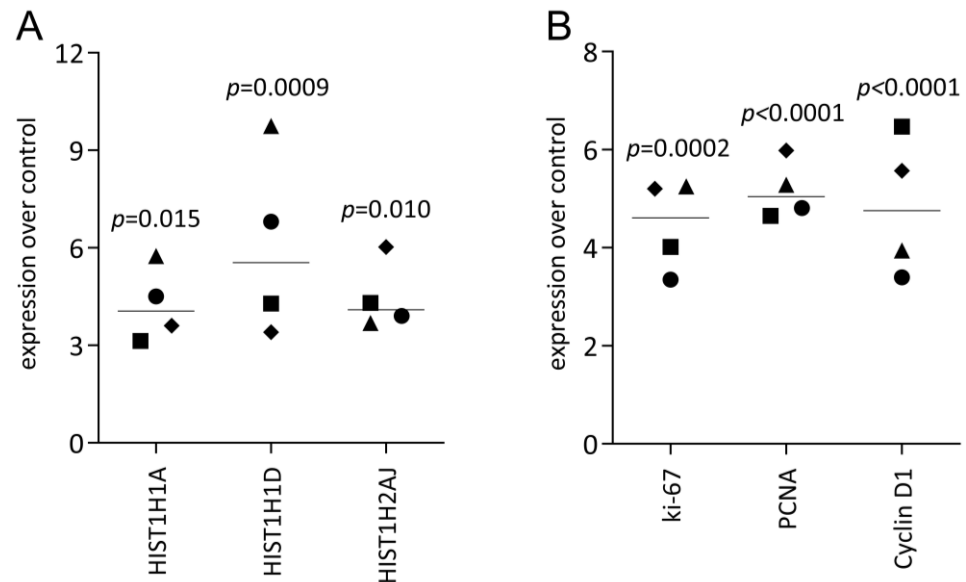 A
expression over control
12
9
6
3
0
p=0.015
p=0.0009
p=0.010
HIST1H1A
HIST1H1D
HIST1H2AJ
B
expression over control
8
6
4
2
0
p=0.0002
p<0.0001
p<0.0001
ki-67
PCNA
Cyclin D1